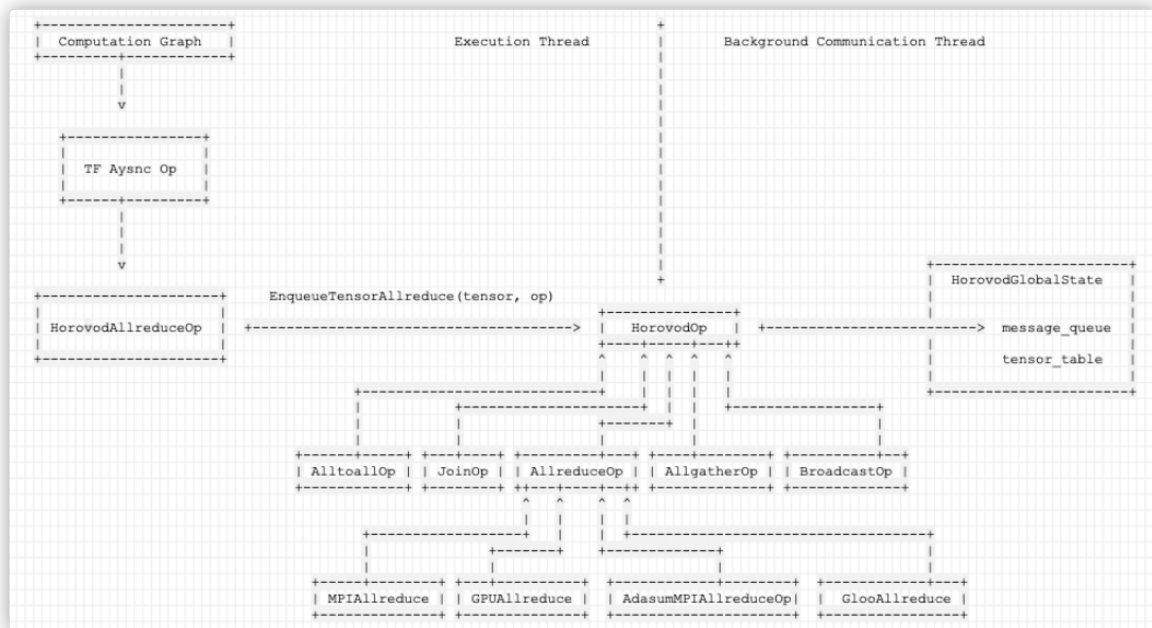 Computation Graph
Execution Thread
Background Communication Thread
TF Aysnc Op
HorovodGlobalState
EnqueueTensorAllreduce(tensor, op)
HorovodAllreduceOp
HorovodOp
message_queue
tensor_table
AlltoallOp
JoinOp
AllreduceOp
AllgatherOp
BroadcastOp
MPIAllreduce
GPUAllreduce
AdasumMPIAllreduceOp
GlooAllreduce